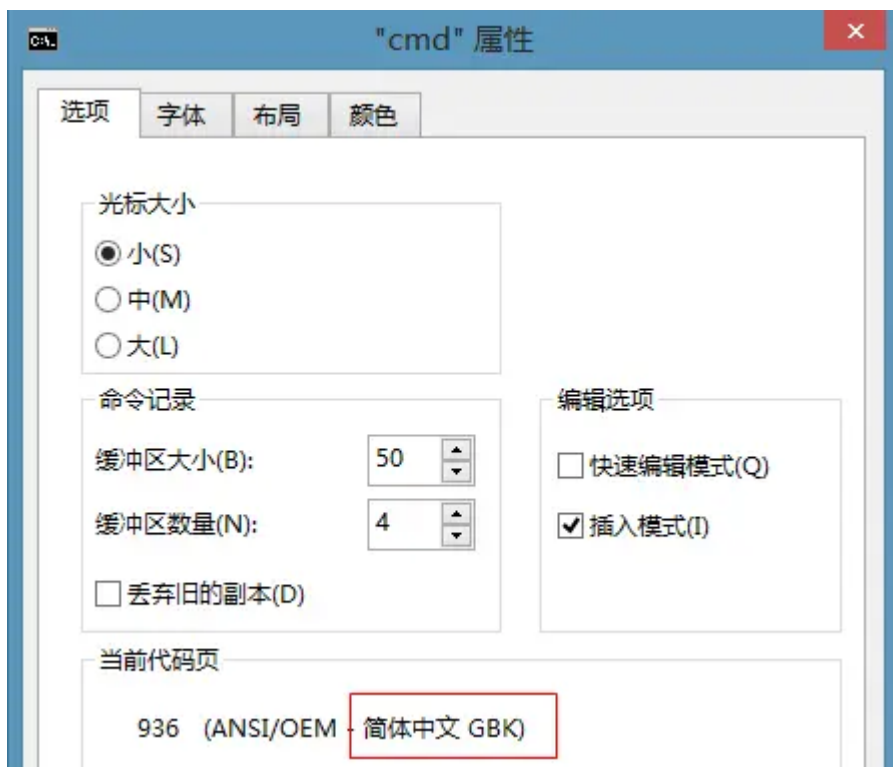 "cmd" 属性
选项 字体 布局 颜色
光标大小
小(S)
中(M)
大(L)
命令记录
缓冲区大小(B): 50
缓冲区数量(N): 4
丢弃旧的副本(D)
编辑选项
快速编辑模式(Q)
插入模式(I)
当前代码页
936 (ANSI/OEM - 简体中文 GBK)